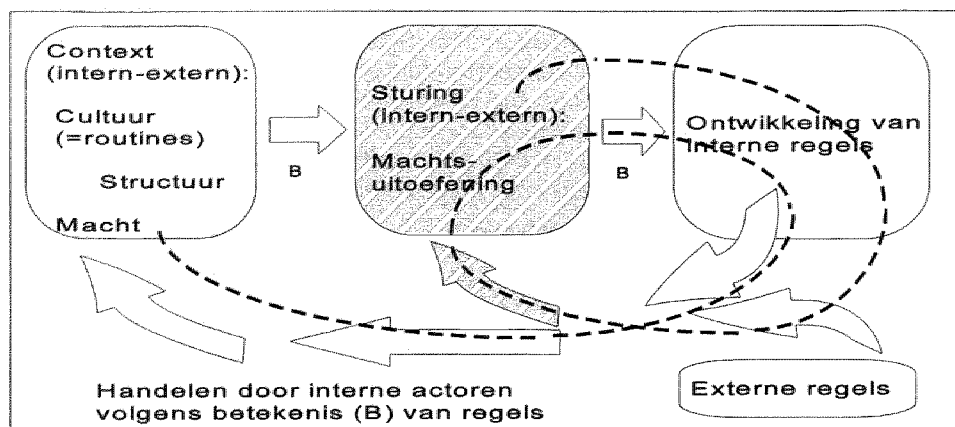 Context
(intern-extern):
Cultuur
(=routines)
Structuur
Macht
B
Sturing
(Intern-extern):
Machts-
uitoefening
B
Ontwikkeling van
interne regels
Handelen door interne actoren
volgens betekenis (B) van regels
Externe regels